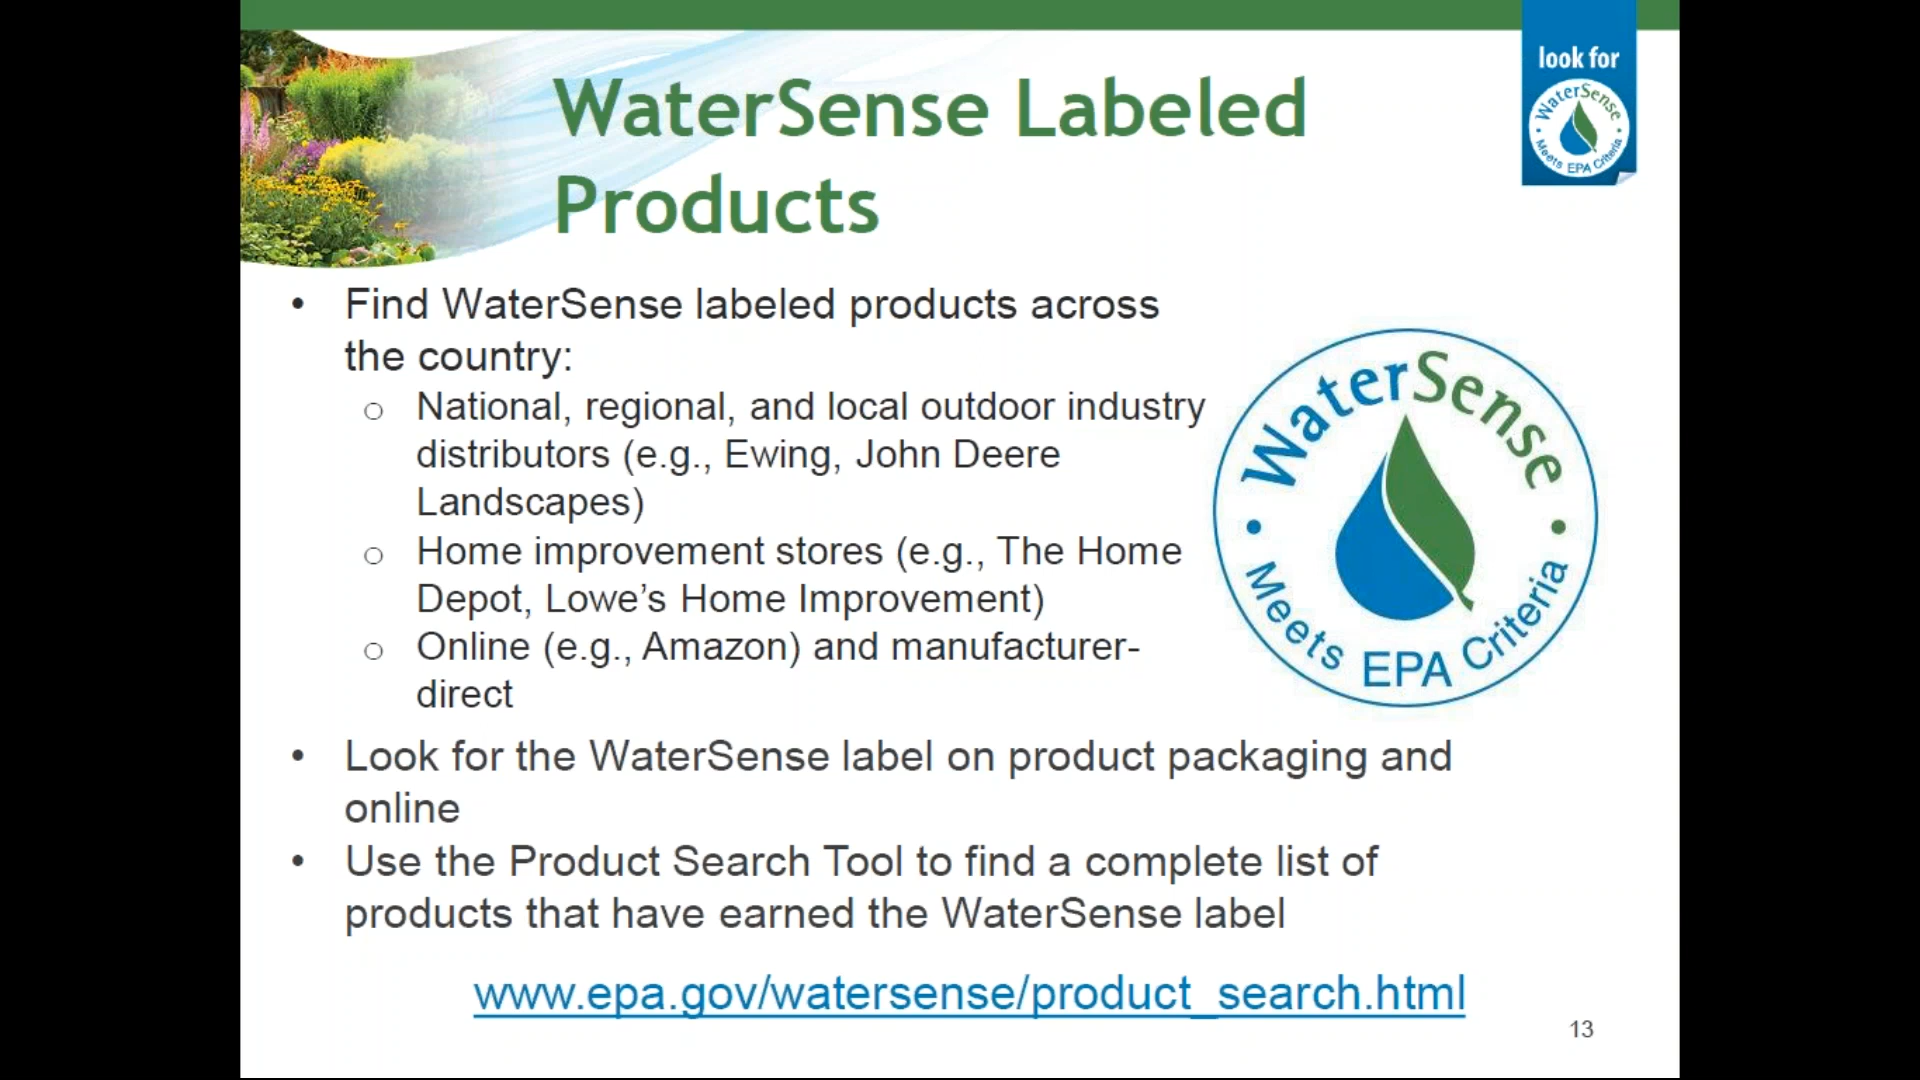 look for
WaterSense
Meets EPA Criteria
WaterSense Labeled
Products
• Find WaterSense labeled products across
the country:
o National, regional, and local outdoor industry
distributors (e.g., Ewing, John Deere
Landscapes)
o Home improvement stores (e.g., The Home
Depot, Lowe’s Home Improvement)
o Online (e.g., Amazon) and manufacturer-
direct
WaterSense
Meets EPA Criteria
• Look for the WaterSense label on product packaging and
online
• Use the Product Search Tool to find a complete list of
products that have earned the WaterSense label
www.epa.gov/watersense/product_search.html
13